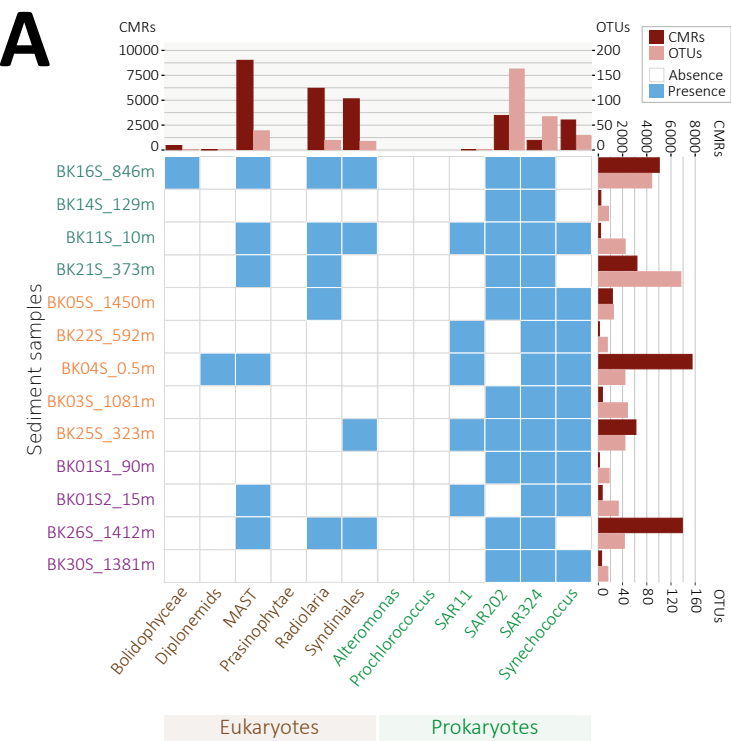 A
CMRs
OTUs
10000
7500
5000
2500
0
200
150
100
50
0
CMRs
OTUs
Absence
Presence
2000
4000
6000
8000
CMRs
Sediment samples
BK16S_846m
BK14S_129m
BK11S_10m
BK21S_373m
BK05S_1450m
BK22S_592m
BK04S_0.5m
BK03S_1081m
BK25S_323m
BK01S1_90m
BK01S2_15m
BK26S_1412m
BK30S_1381m
0
40
80
120
160
OTUs
Bolidophyceae
Diplonemids
MAST
Prasinophytae
Radiolaria
Syndiniales
Alteromonas
Prochlorococcus
SAR11
SAR202
SAR324
Synechococcus
Eukaryotes
Prokaryotes